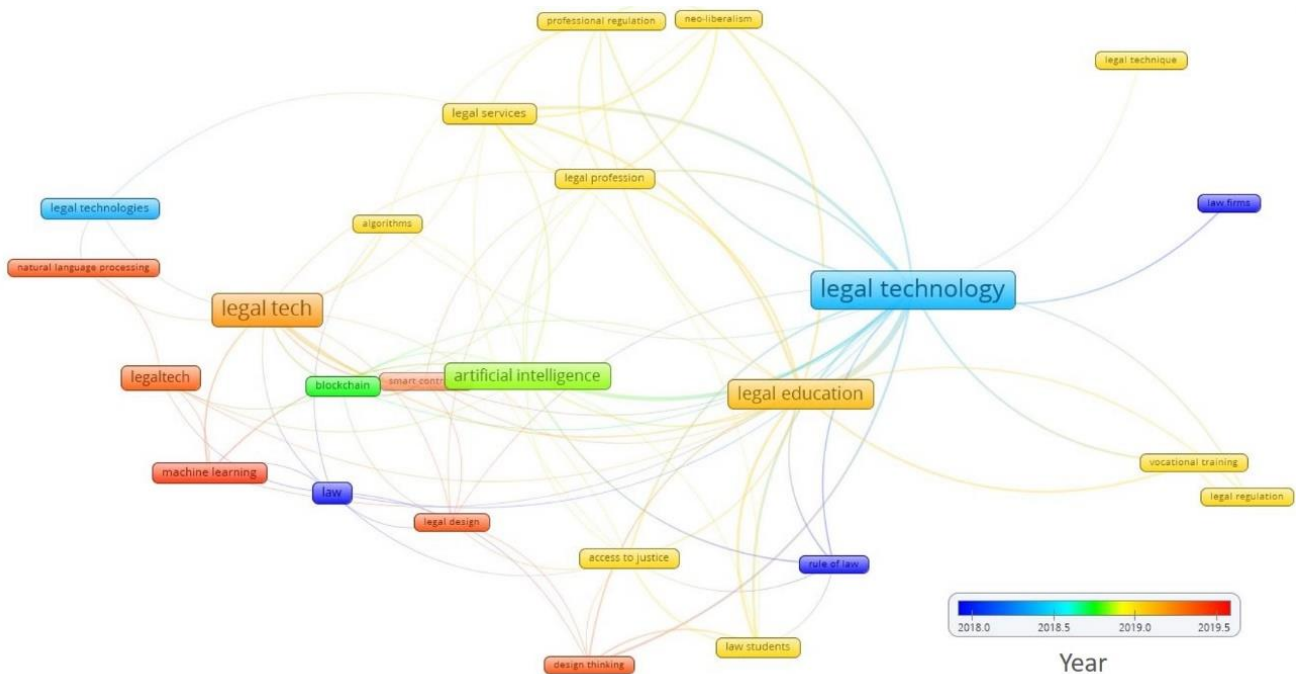 professional regulation
neo-liberalism
legal technique
legal services
legal profession
legal technologies
law firms
algorithms
natural language processing
legal technology
legal tech
legaltech
blockchain
smart
artificial intelligence
legal education
machine learning
vocational training
law
legal regulation
legal design
access to justice
rule of law
law students
design thinking
2018.0 2018.5 2019.0 2019.5
Year